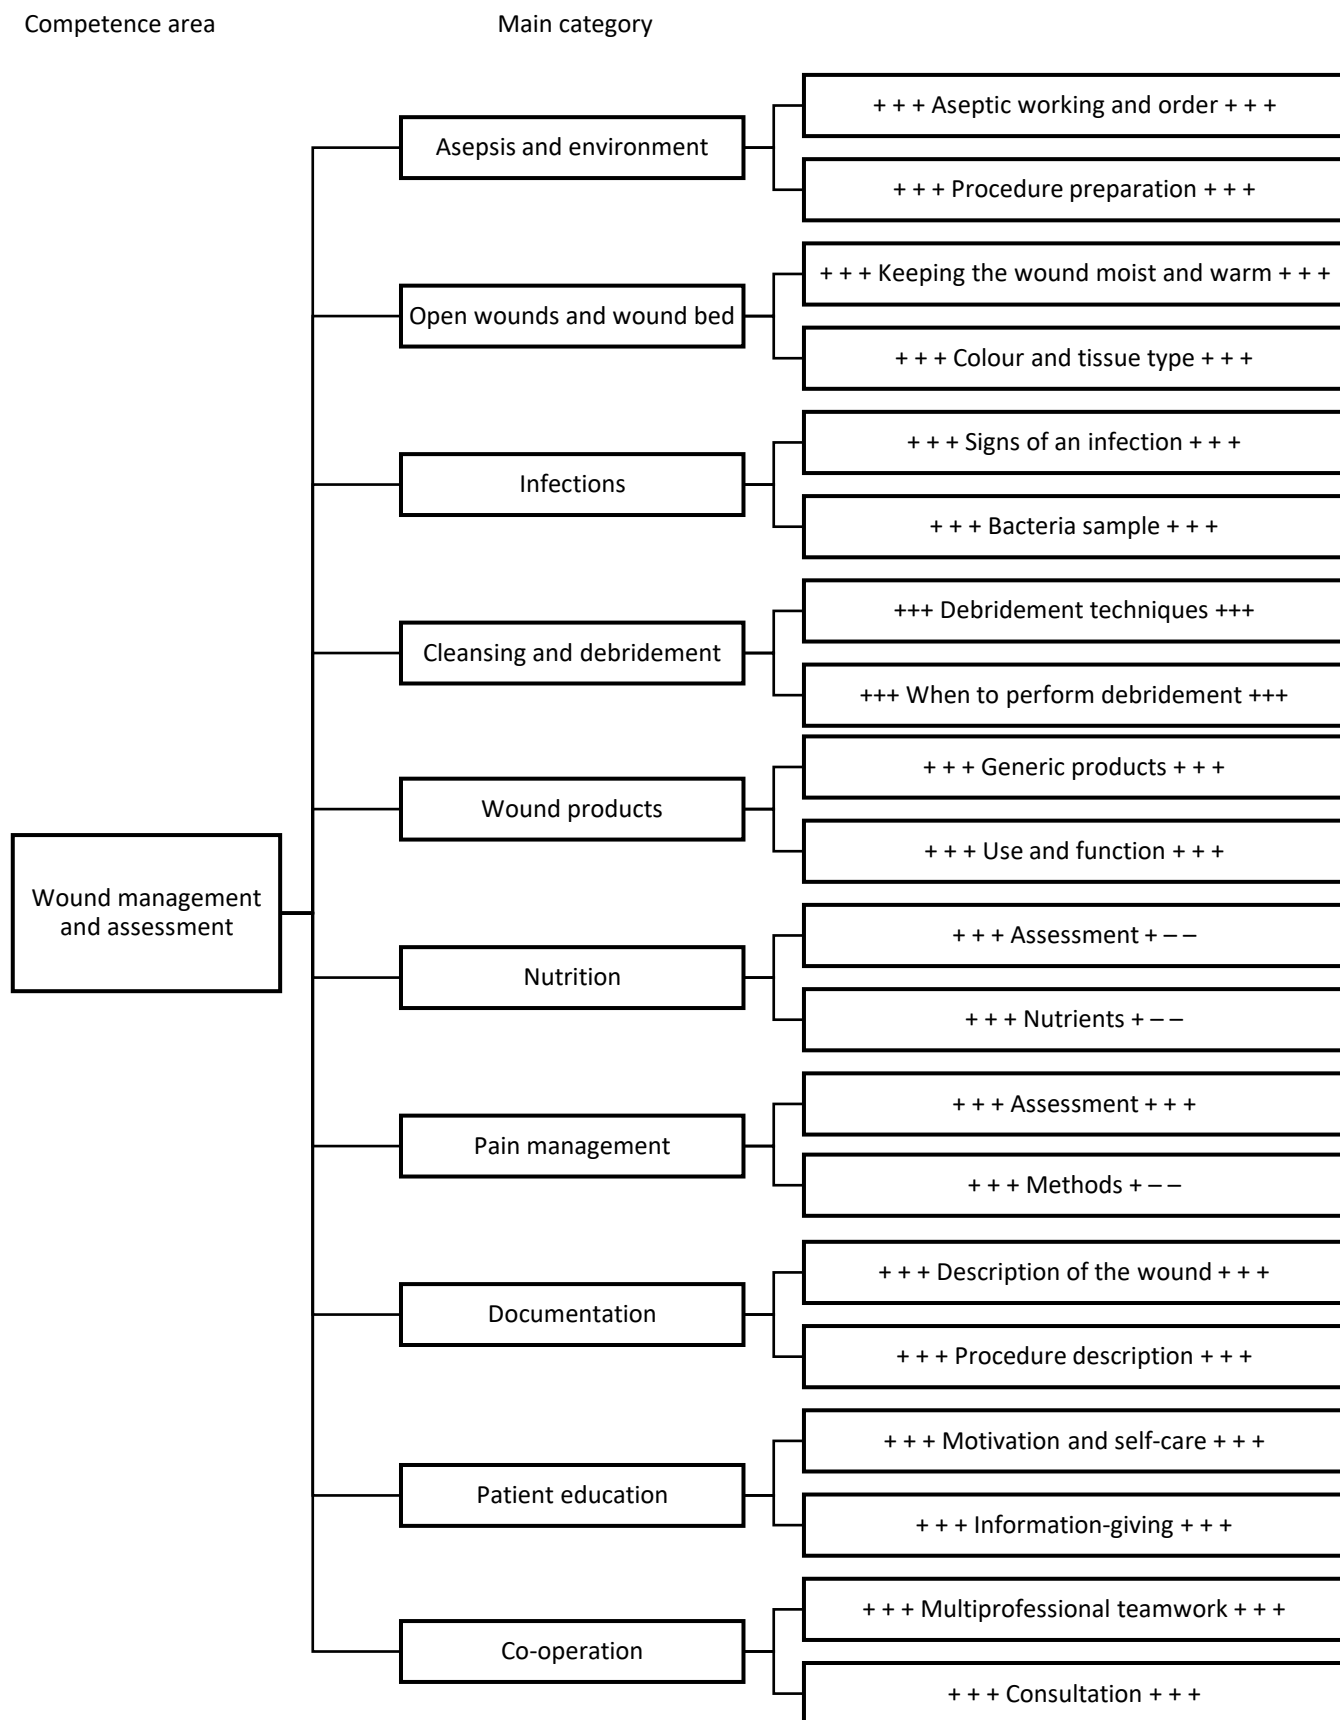 Competence area
Main category
+ + + Aseptic working and order + + +
Asepsis and environment
+ + + Procedure preparation + + +
+ + + Keeping the wound moist and warm + + +
Open wounds and wound bed
+ + + Colour and tissue type + + +
+ + + Signs of an infection + + +
Infections
+ + + Bacteria sample + + +
+++ Debridement techniques +++
Cleansing and debridement
+++ When to perform debridement +++
+ + + Generic products + + +
Wound products
+ + + Use and function + + +
Wound management
and assessment
+ + + Assessment + – –
Nutrition
+ + + Nutrients + – –
+ + + Assessment + + +
Pain management
+ + + Methods + – –
+ + + Description of the wound + + +
Documentation
+ + + Procedure description + + +
+ + + Motivation and self-care + + +
Patient education
+ + + Information-giving + + +
+ + + Multiprofessional teamwork + + +
Co-operation
+ + + Consultation + + +